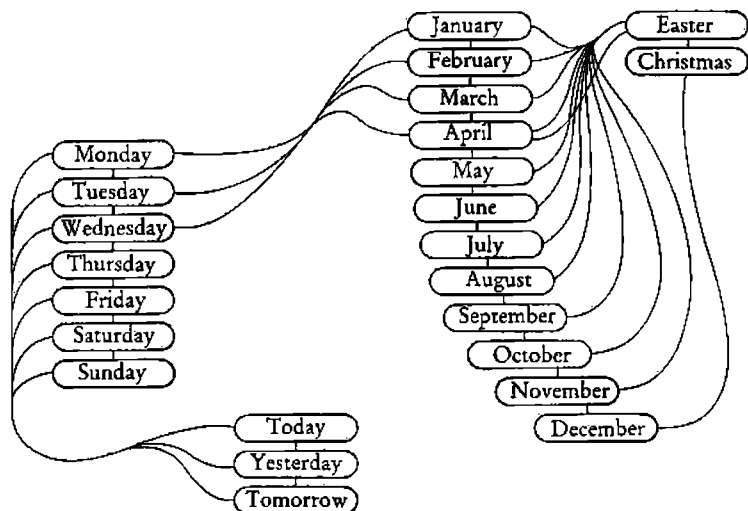 January
February
March
April
May
June
July
August
September
October
November
December
Easter
Christmas
Monday
Tuesday
Wednesday
Thursday
Friday
Saturday
Sunday
Today
Yesterday
Tomorrow